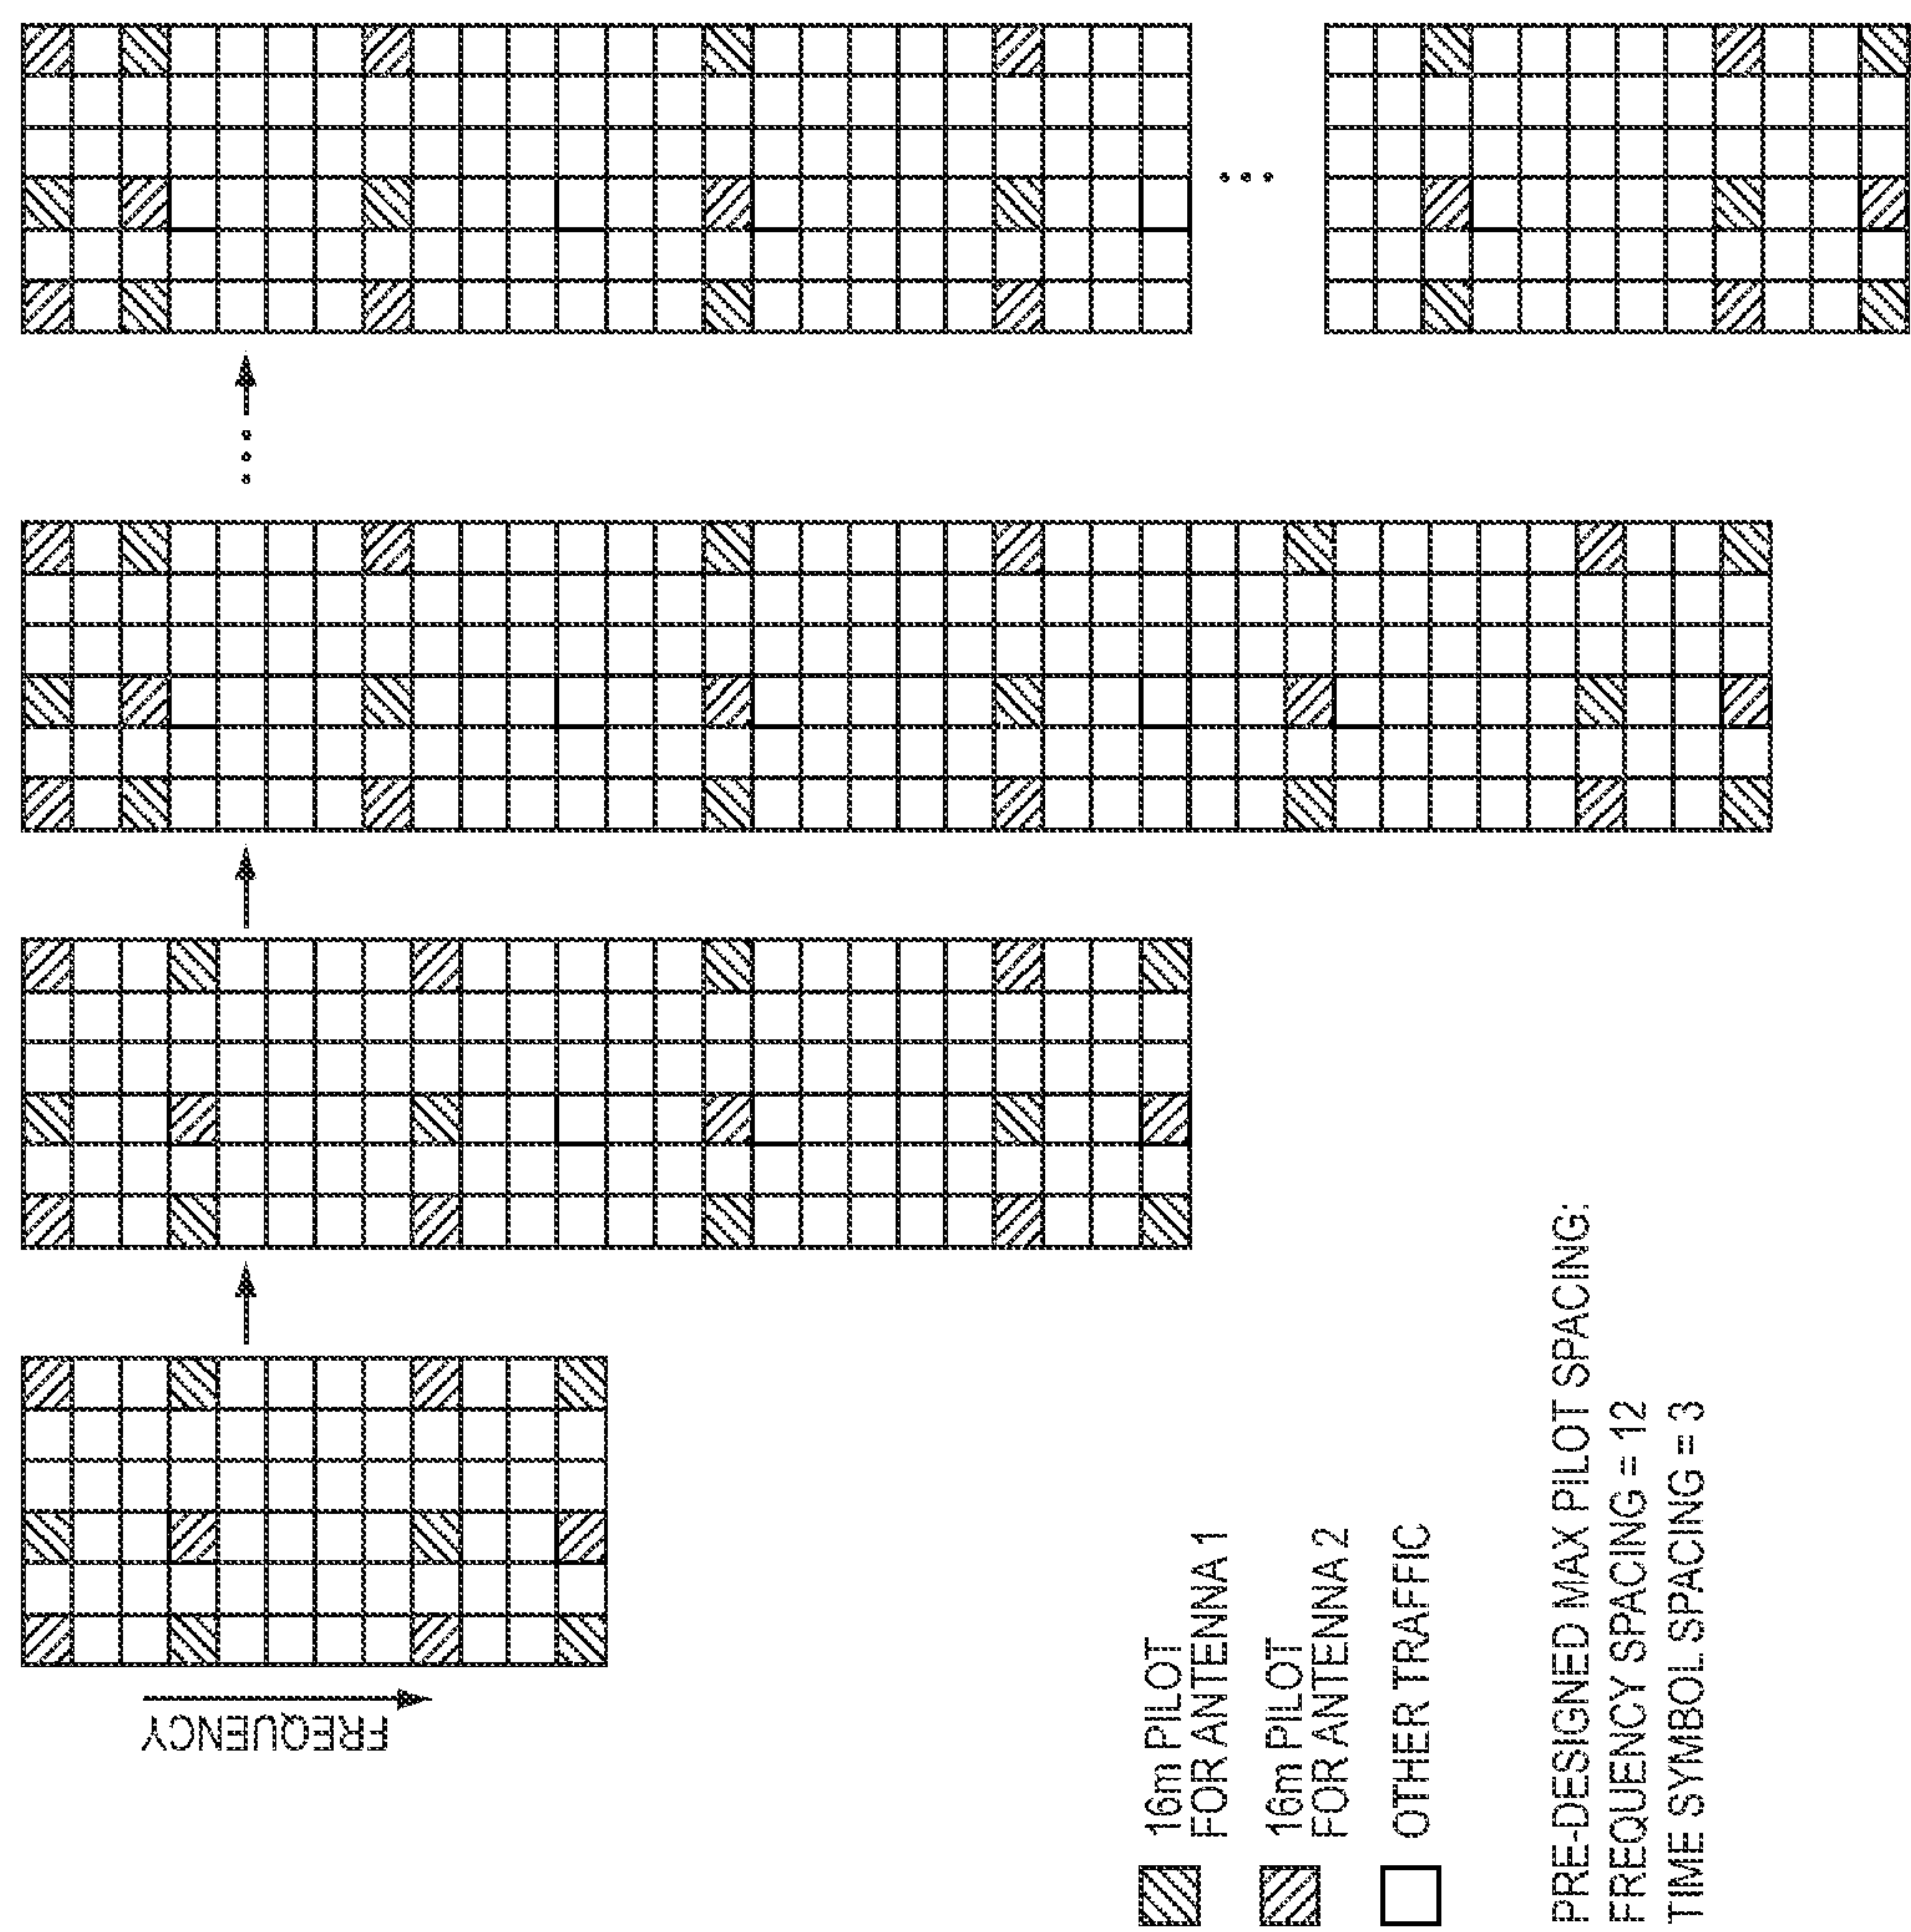 FREQUENCY
16m PILOT
FOR ANTENNA 1
16m PILOT
FOR ANTENNA 2
OTHER TRAFFIC
PRE-DESIGNED MAX PILOT SPACING:
FREQUENCY SPACING = 12
TIME SYMBOL SPACING = 3